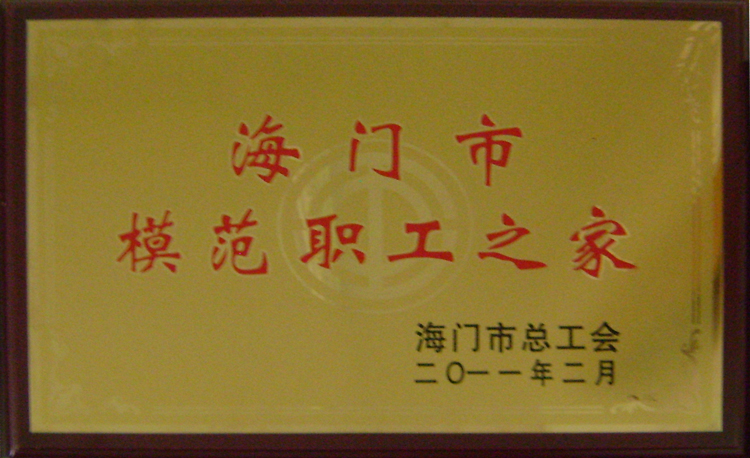 海门市
模范职工之家
海门市总工会
二〇一一年二月